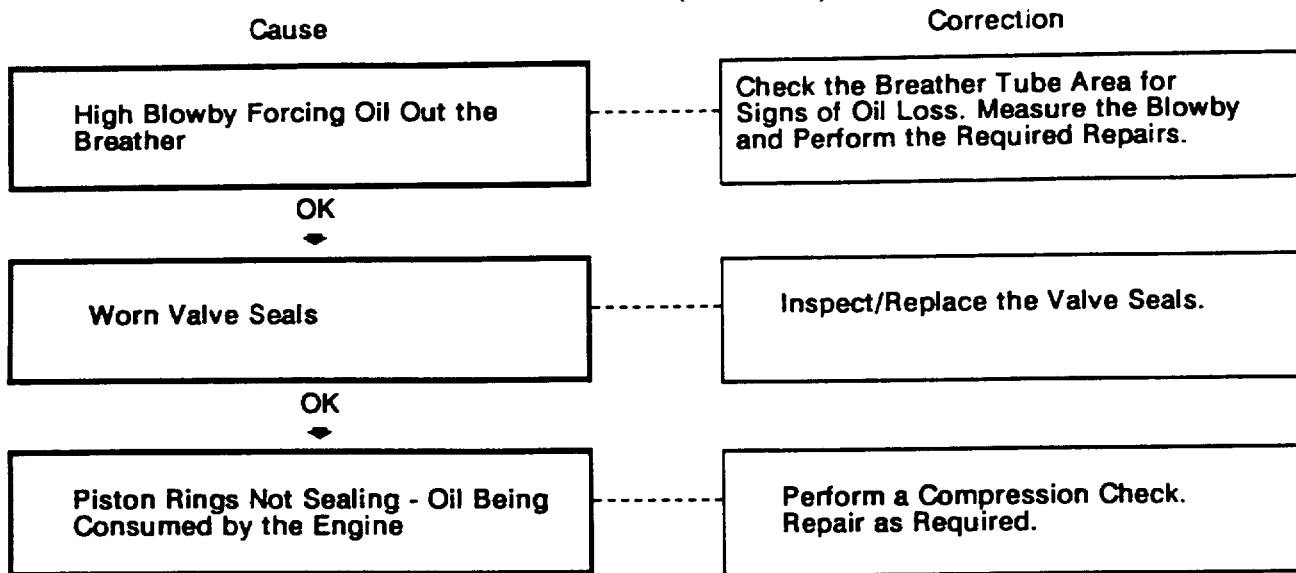 Cause
Correction
High Blowby Forcing Oil Out the
Breather
Check the Breather Tube Area for
Signs of Oil Loss. Measure the Blowby
and Perform the Required Repairs.
OK
Worn Valve Seals
Inspect/Replace the Valve Seals.
OK
Piston Rings Not Sealing - Oil Being
Consumed by the Engine
Perform a Compression Check.
Repair as Required.